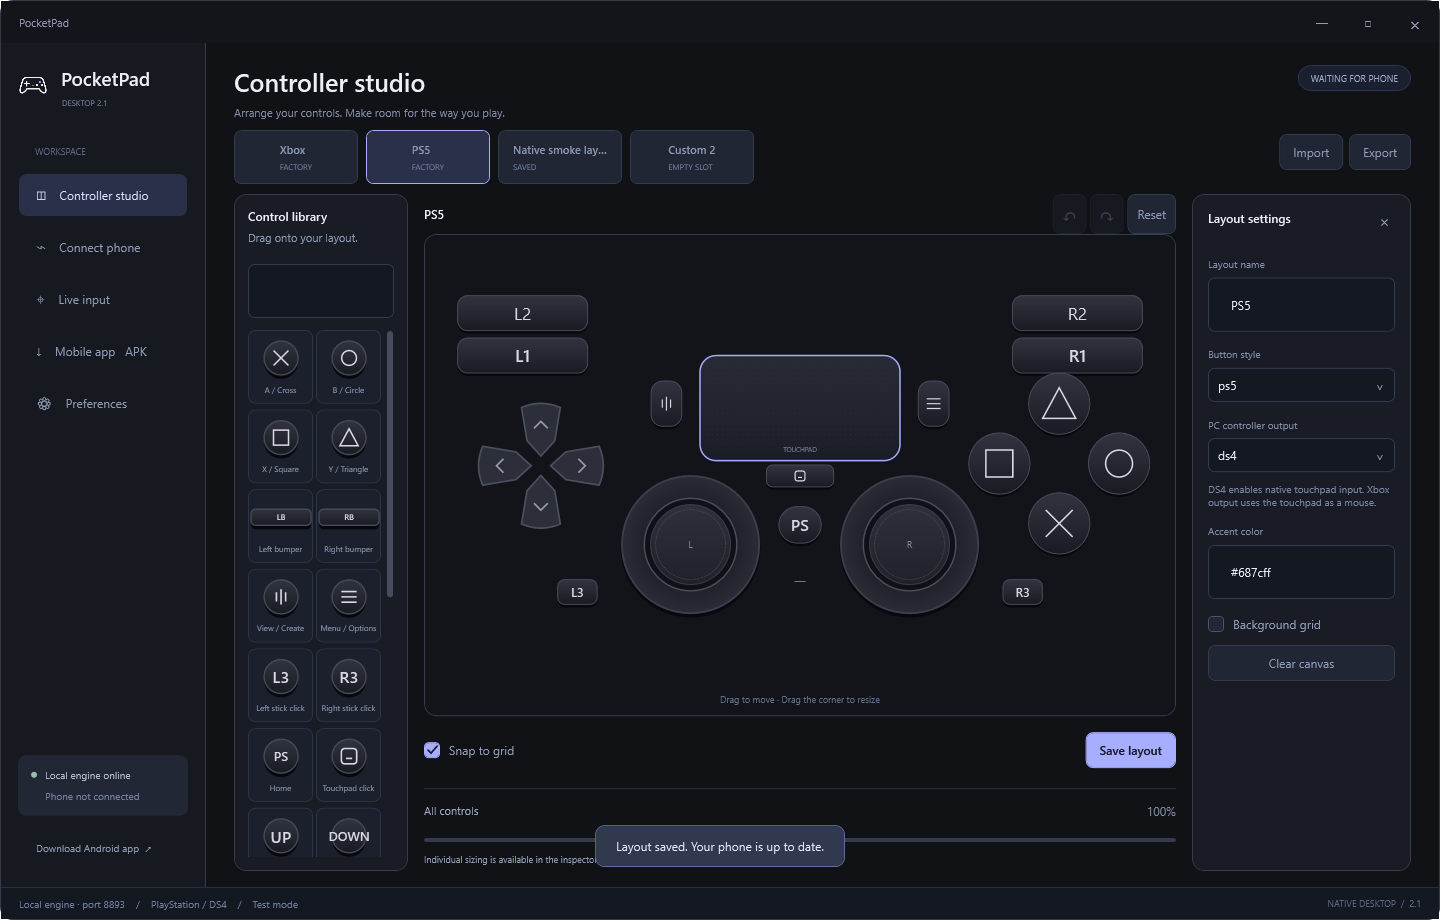 PocketPad
PocketPad
DESKTOP 2.1
WORKSPACE
Controller studio
Connect phone
Live input
Mobile app APK
Preferences
Local engine online
Phone not connected
Download Android app ↗
Controller studio
Arrange your controls. Make room for the way you play.
WAITING FOR PHONE
Xbox
FACTORY
PS5
FACTORY
Native smoke lay...
SAVED
Custom 2
EMPTY SLOT
Import
Export
Control library
Drag onto your layout.
A / Cross
B / Circle
X / Square
Y / Triangle
LB
Left bumper
RB
Right bumper
View / Create
Menu / Options
L3
Left stick click
R3
Right stick click
PS
Home
Touchpad click
UP
DOWN
PS5
Reset
L2
L1
R2
R1
TOUCHPAD
L
PS
R
L3
R3
Drag to move · Drag the corner to resize
Snap to grid
Save layout
All controls
100%
Individual sizing is available in the inspector
Layout saved. Your phone is up to date.
Layout settings
Layout name
PS5
Button style
ps5
PC controller output
ds4
DS4 enables native touchpad input. Xbox
output uses the touchpad as a mouse.
Accent color
#687cff
Background grid
Clear canvas
Local engine · port 8893 / PlayStation / DS4 / Test mode
NATIVE DESKTOP / 2.1